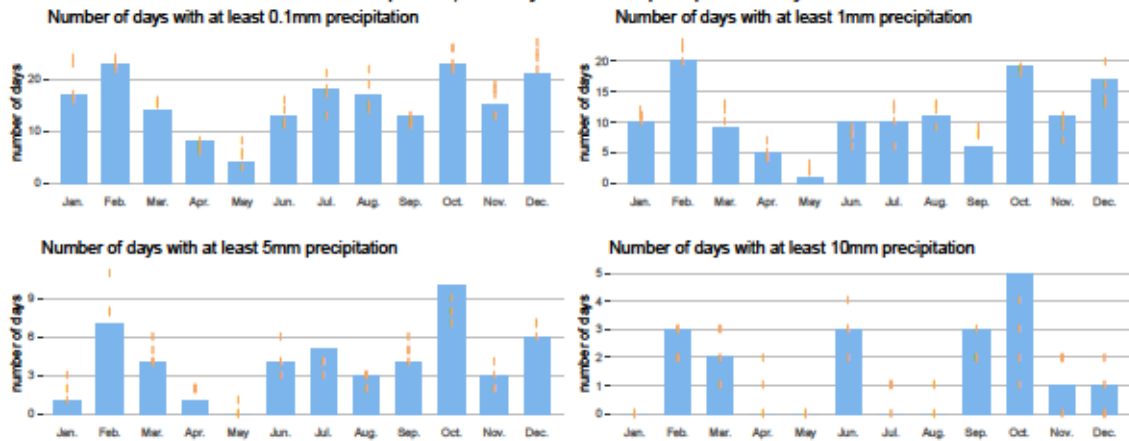 Number of days with at least 0.1mm precipitation
number of days
20
10
0
Jan. Feb. Mar. Apr. May Jun. Jul. Aug. Sep. Oct. Nov. Dec.
Number of days with at least 1mm precipitation
number of days
20
15
10
5
0
Jan. Feb. Mar. Apr. May Jun. Jul. Aug. Sep. Oct. Nov. Dec.
Number of days with at least 5mm precipitation
number of days
9
6
3
0
Jan. Feb. Mar. Apr. May Jun. Jul. Aug. Sep. Oct. Nov. Dec.
Number of days with at least 10mm precipitation
number of days
5
4
3
2
1
0
Jan. Feb. Mar. Apr. May Jun. Jul. Aug. Sep. Oct. Nov. Dec.